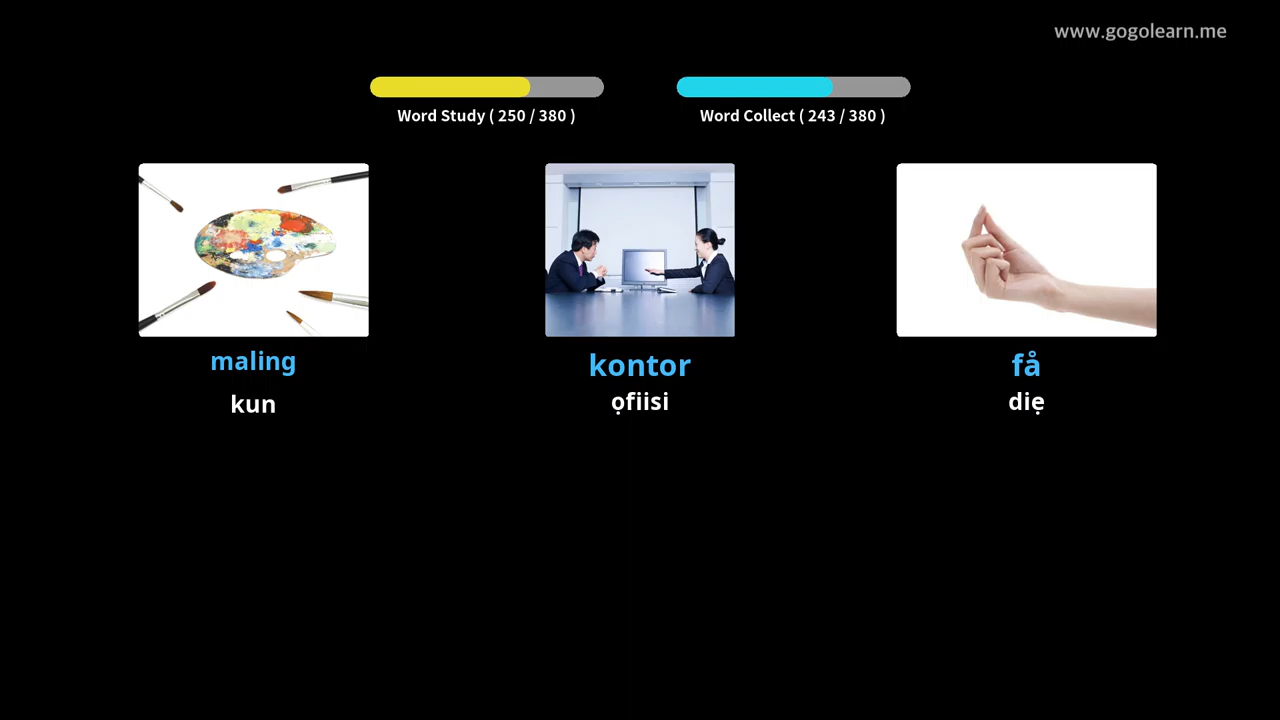 www.gogolearn.me
Word Study ( 250 / 380 )
Word Collect ( 243 / 380 )
maling
kontor
få
kun
ọfiisi
diẹ